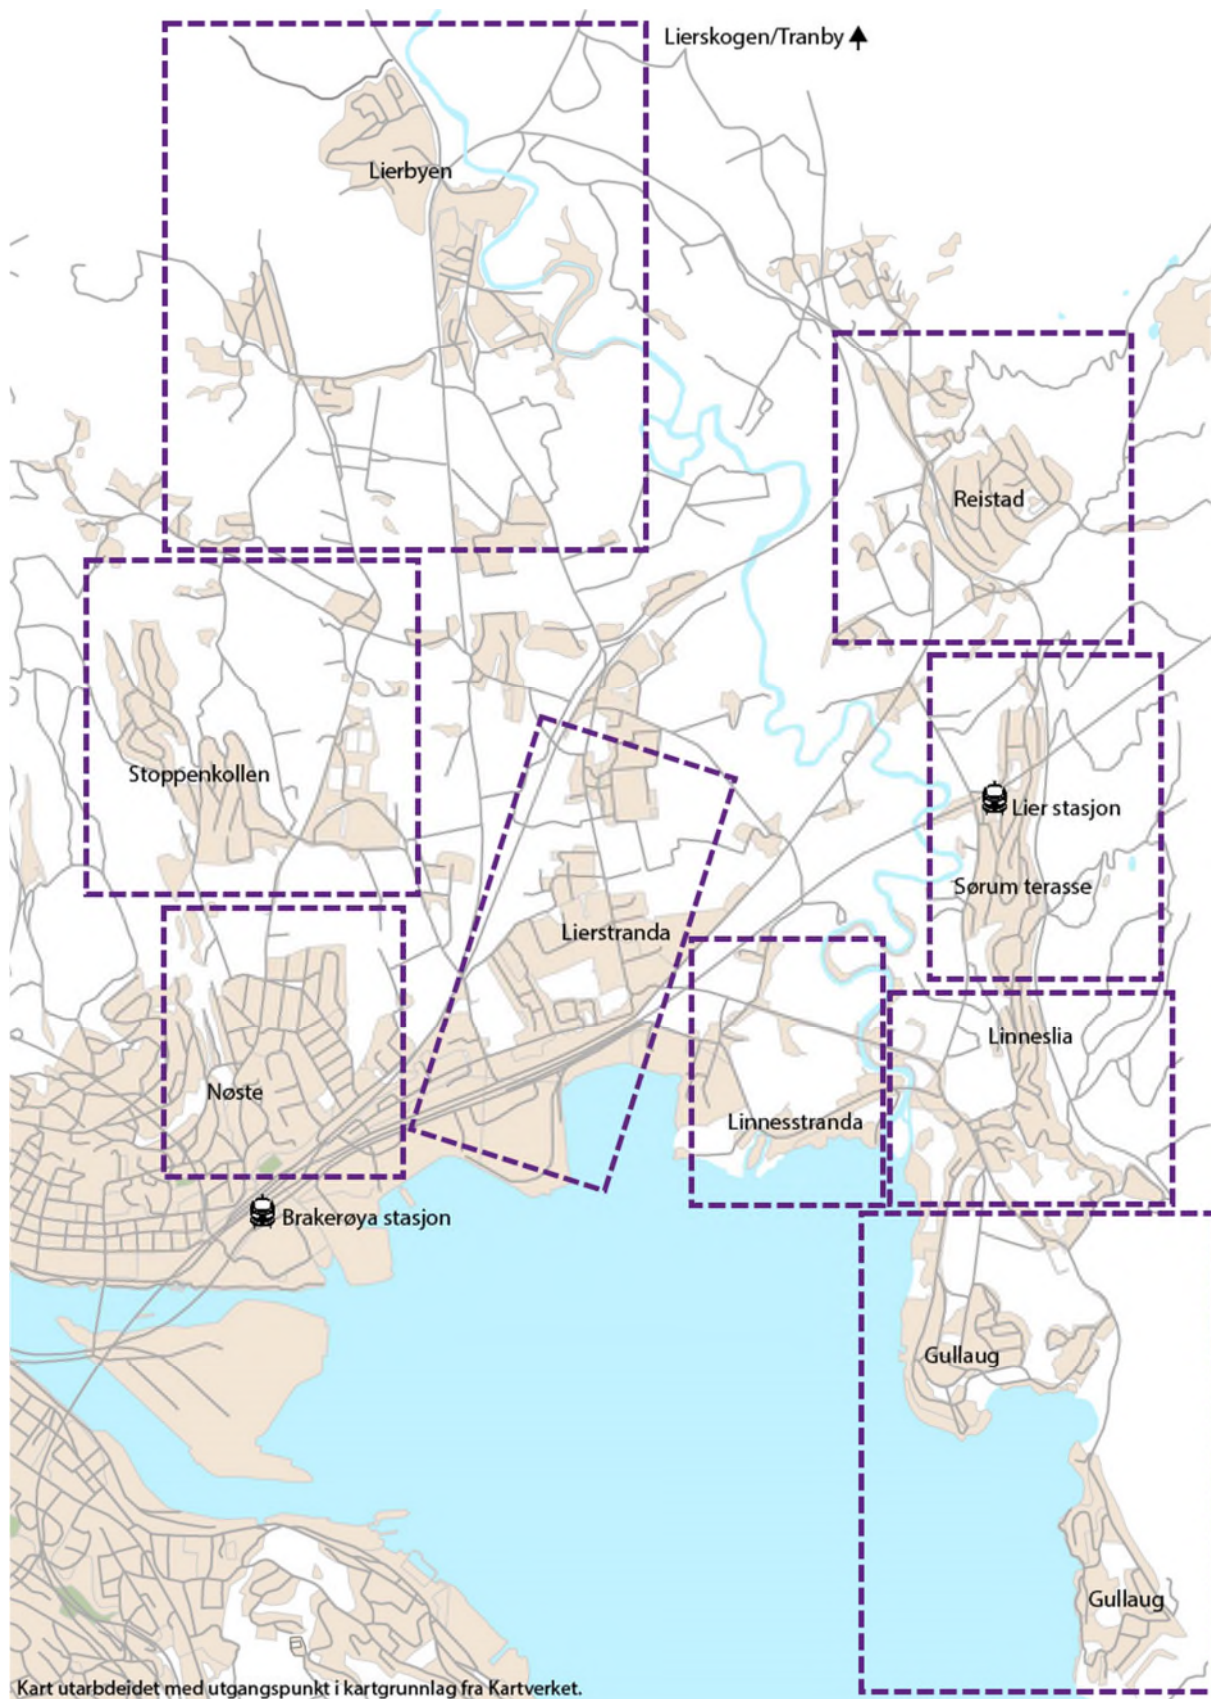 Lierskogen/Tranby
Lierbyen
Reistad
Stoppenkollen
Lier stasjon
Sørum terasse
Lierstranda
Linneslia
Nøste
Linnesstranda
Brakerøya stasjon
Gullaug
Gullaug
Kart utarbdeidet med utgangspunkt i kartgrunnlag fra Kartverket.